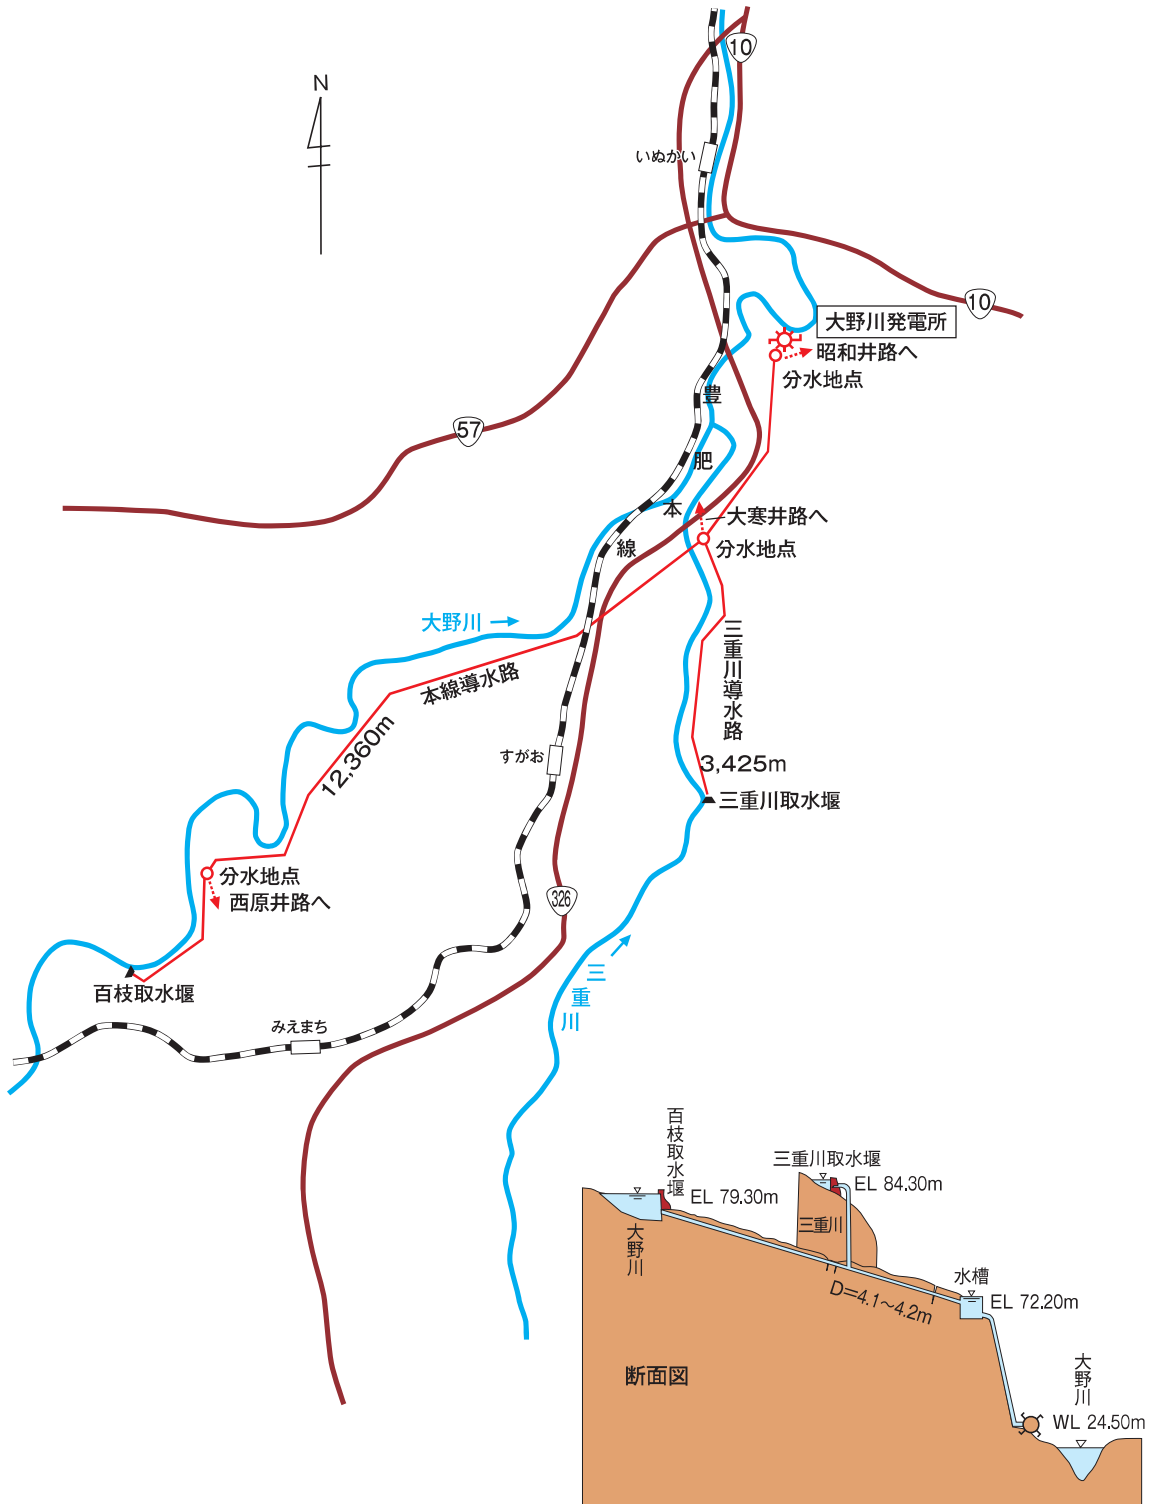 N
10
いぬかい
10
大野川発電所
昭和井路へ
分水地点
57
豊肥本線
大寒井路へ
分水地点
大野川
本線導水路
12,360m
三重川導水路
3,425m
三重川取水堰
すがお
分水地点
西原井路へ
326
百枝取水堰
三重川
みえまち
百枝取水堰
三重川取水堰
EL 79.30m
EL 84.30m
大野川
三重川
水槽
D=4.1~4.2m
EL 72.20m
断面図
大野川
WL 24.50m